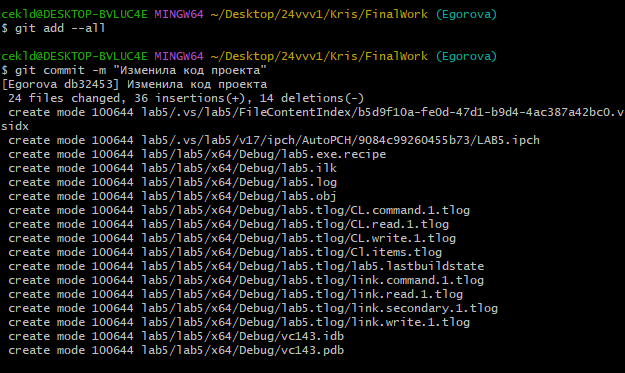 cekld@DESKTOP-BVLUC4E MINGW64 ~/Desktop/24vvv1/Kris/FinalWork (Egorova)
$ git add --all
cekld@DESKTOP-BVLUC4E MINGW64 ~/Desktop/24vvv1/Kris/FinalWork (Egorova)
$ git commit -m "Изменила код проекта"
[Egorova db32453] Изменила код проекта
 24 files changed, 36 insertions(+), 14 deletions(-)
 create mode 100644 lab5/.vs/lab5/FileContentIndex/b5d9f10a-fe0d-47d1-b9d4-4ac387a42bc0.v
sidx
 create mode 100644 lab5/.vs/lab5/v17/ipch/AutoPCH/9084c99260455b73/LAB5.ipch
 create mode 100644 lab5/lab5/x64/Debug/lab5.exe.recipe
 create mode 100644 lab5/lab5/x64/Debug/lab5.ilk
 create mode 100644 lab5/lab5/x64/Debug/lab5.log
 create mode 100644 lab5/lab5/x64/Debug/lab5.obj
 create mode 100644 lab5/lab5/x64/Debug/lab5.tlog/CL.command.1.tlog
 create mode 100644 lab5/lab5/x64/Debug/lab5.tlog/CL.read.1.tlog
 create mode 100644 lab5/lab5/x64/Debug/lab5.tlog/CL.write.1.tlog
 create mode 100644 lab5/lab5/x64/Debug/lab5.tlog/Cl.items.tlog
 create mode 100644 lab5/lab5/x64/Debug/lab5.tlog/lab5.lastbuildstate
 create mode 100644 lab5/lab5/x64/Debug/lab5.tlog/link.command.1.tlog
 create mode 100644 lab5/lab5/x64/Debug/lab5.tlog/link.read.1.tlog
 create mode 100644 lab5/lab5/x64/Debug/lab5.tlog/link.secondary.1.tlog
 create mode 100644 lab5/lab5/x64/Debug/lab5.tlog/link.write.1.tlog
 create mode 100644 lab5/lab5/x64/Debug/vc143.idb
 create mode 100644 lab5/lab5/x64/Debug/vc143.pdb